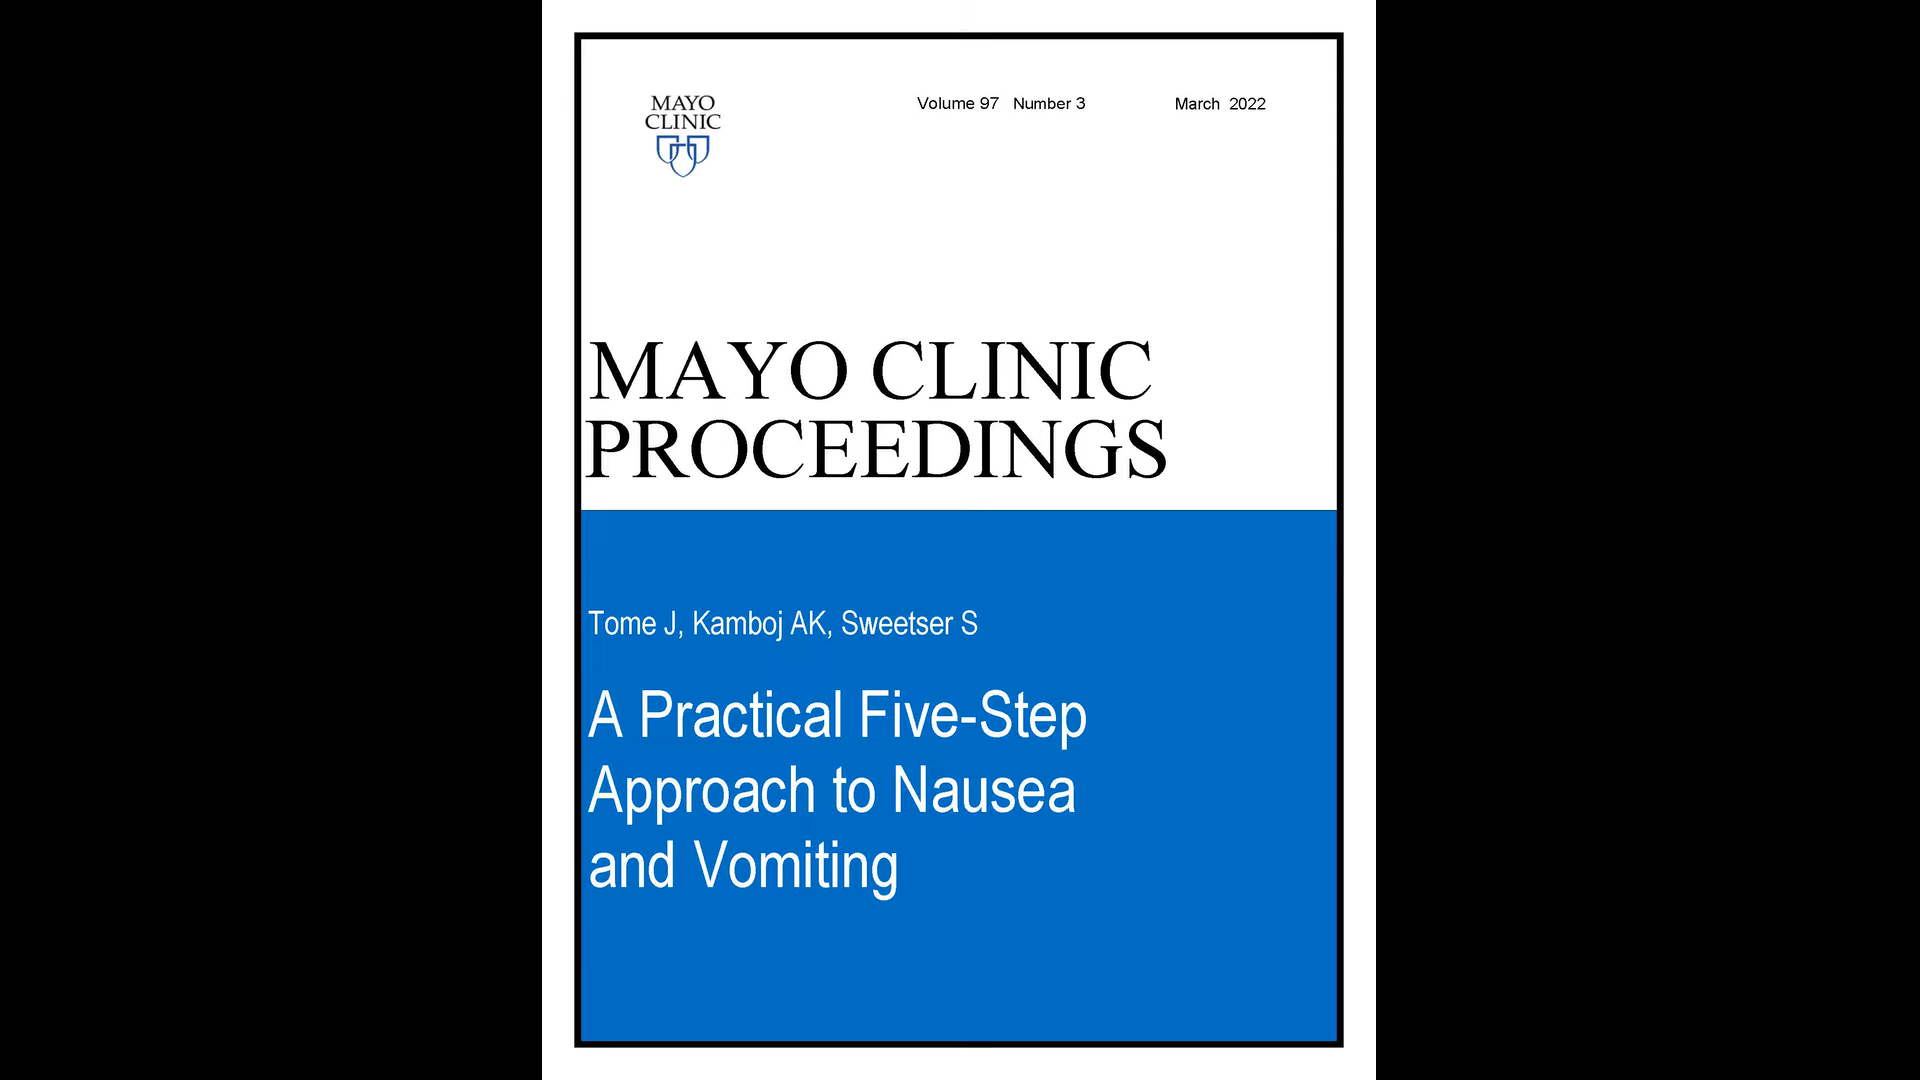 MAYO
CLINIC
Volume 97 Number 3 March 2022
MAYO CLINIC
PROCEEDINGS
Tome J, Kamboj AK, Sweetser S
A Practical Five-Step
Approach to Nausea
and Vomiting